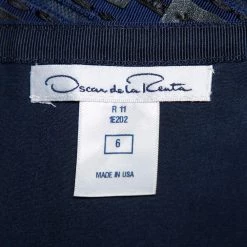 Oscar de la Renta
R 11
1E202
6
MADE IN USA